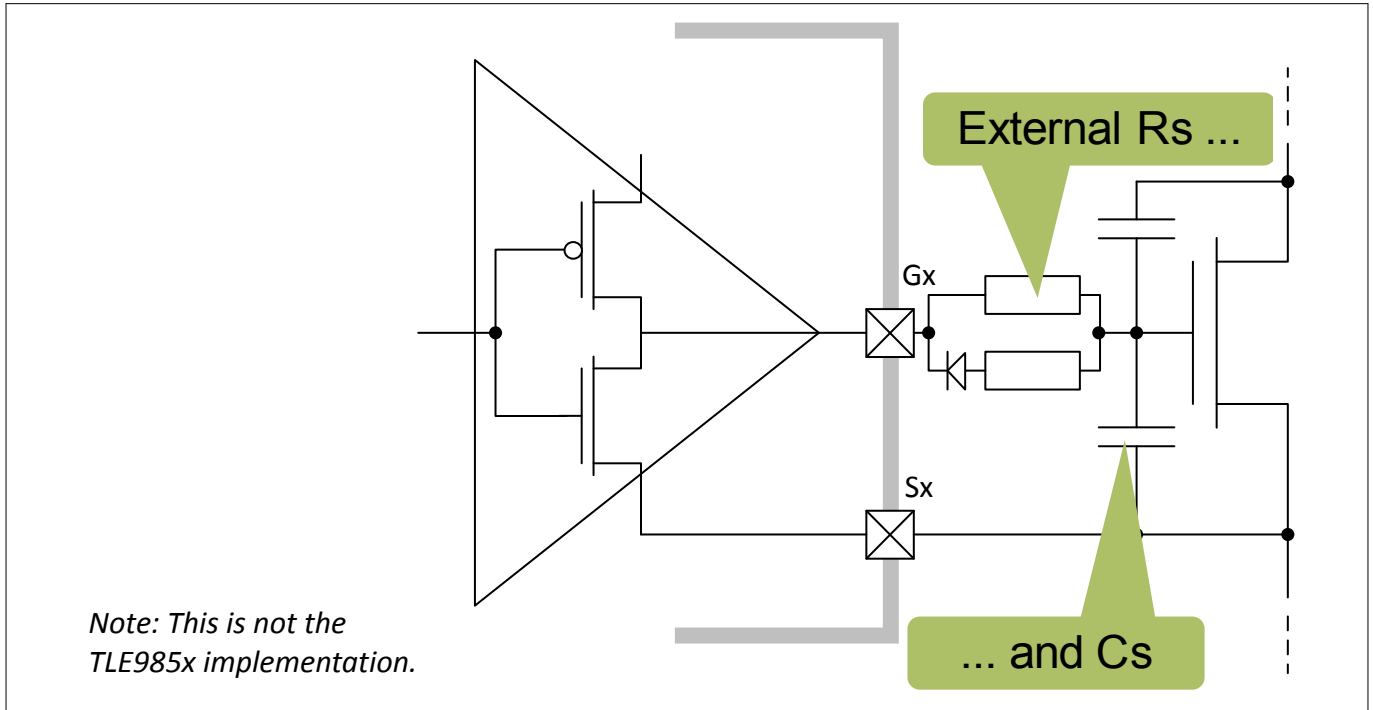 External Rs ...
Gx
Sx
Note: This is not the
TLE985x implementation.
... and Cs